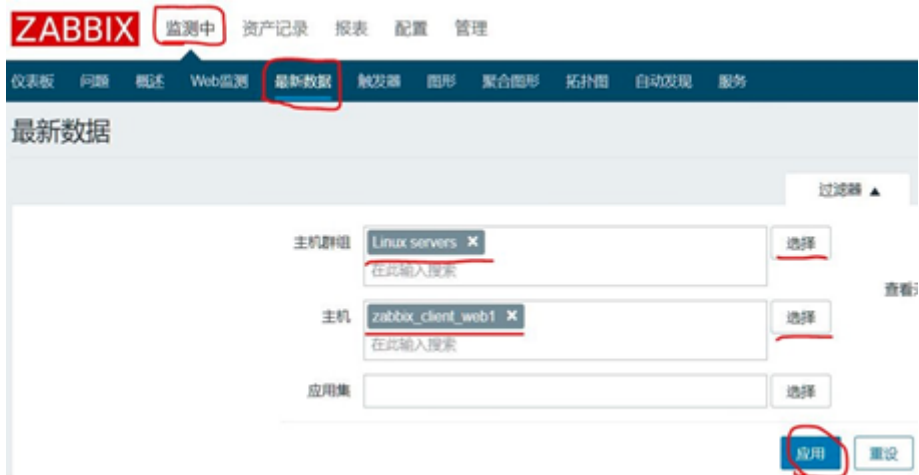 ZABBIX 监测中 资产记录 报表 配置 管理
仪表板 问题 概述 Web监测 最新数据 触发器 图形 聚合图形 拓扑图 自动发现 服务
最新数据
过滤器 ▲
主机群组 Linux servers × 选择
在此输入搜索
查看
主机 zabbix_client_web1 × 选择
在此输入搜索
应用集 选择
应用 重设